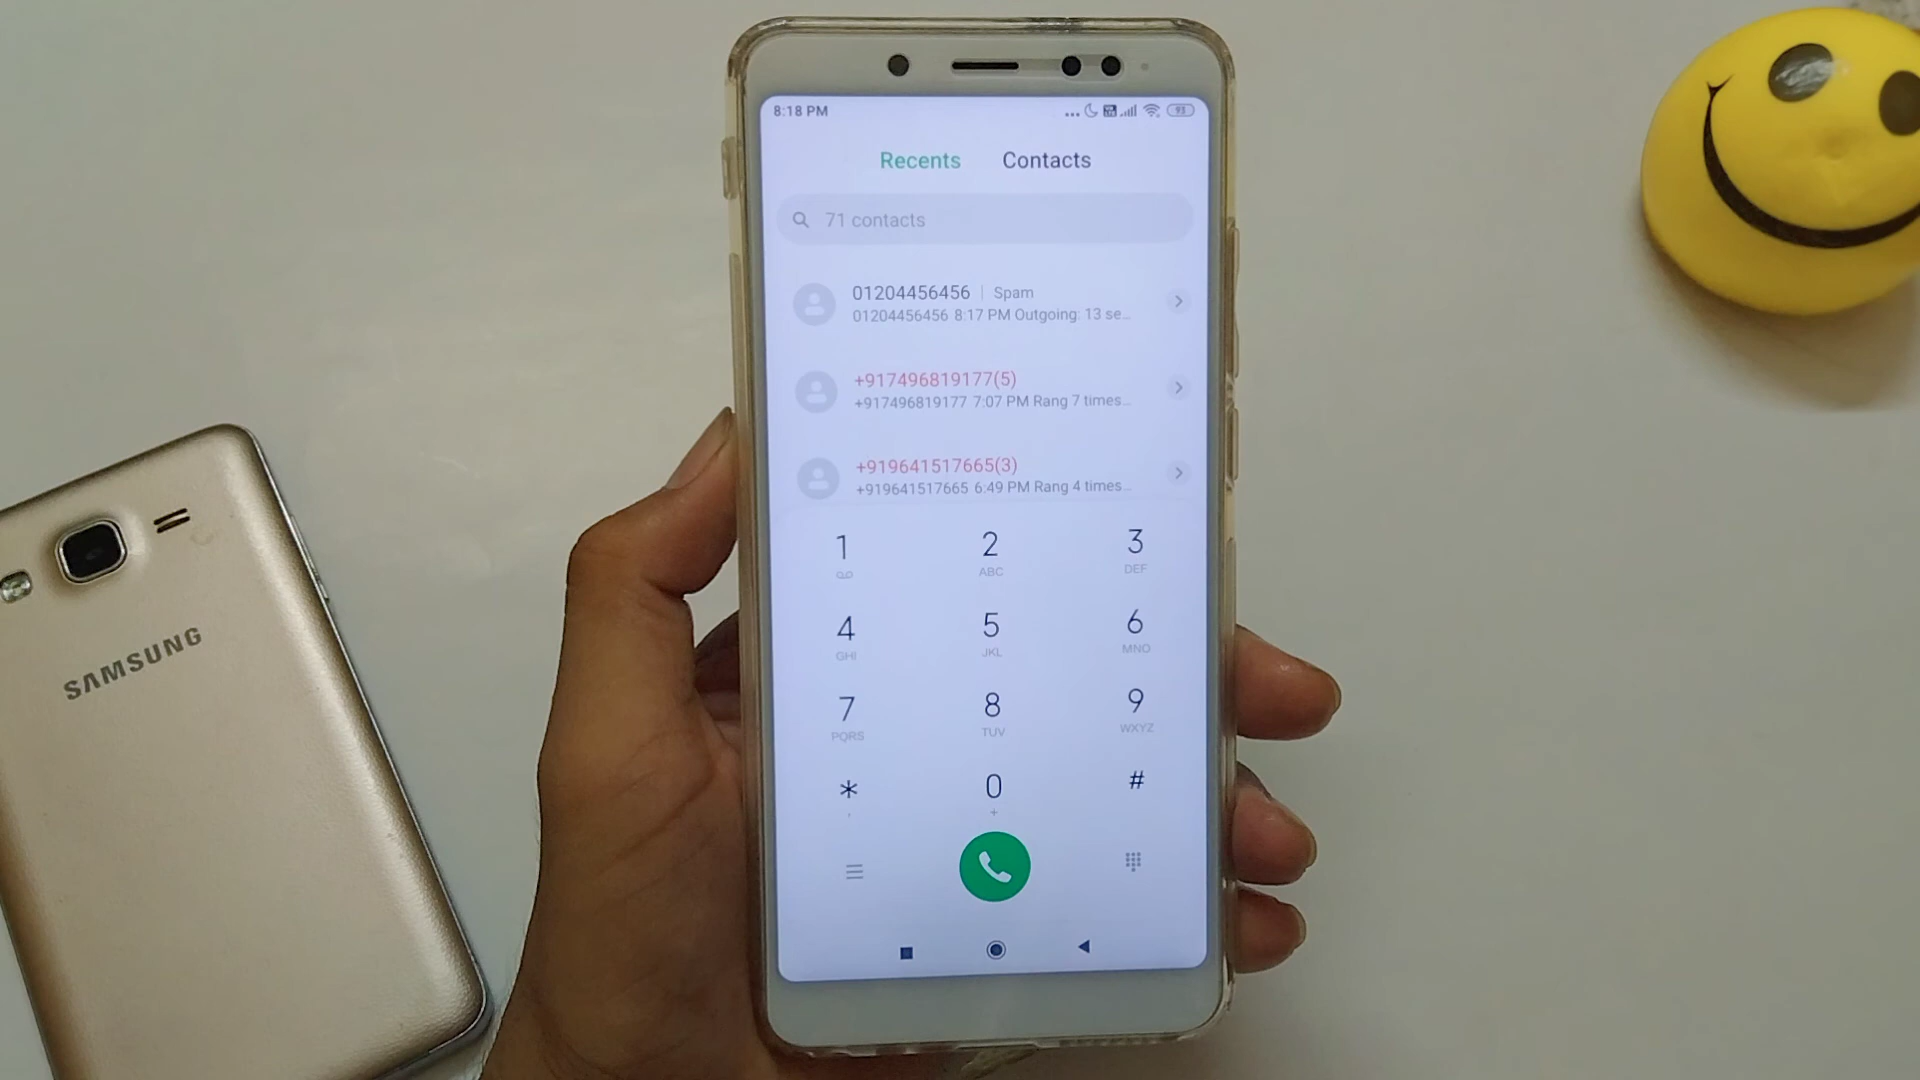 8:18 PM
93
Recents Contacts
71 contacts
01204456456 | Spam
01204456456 8:17 PM Outgoing: 13 se...
+917496819177(5)
+917496819177 7:07 PM Rang 7 times...
+919641517665(3)
+919641517665 6:49 PM Rang 4 times...
1 2 3
ABC DEF
4 5 6
GHI JKL MNO
7 8 9
PQRS TUV WXYZ
* 0 #
, +
SAMSUNG